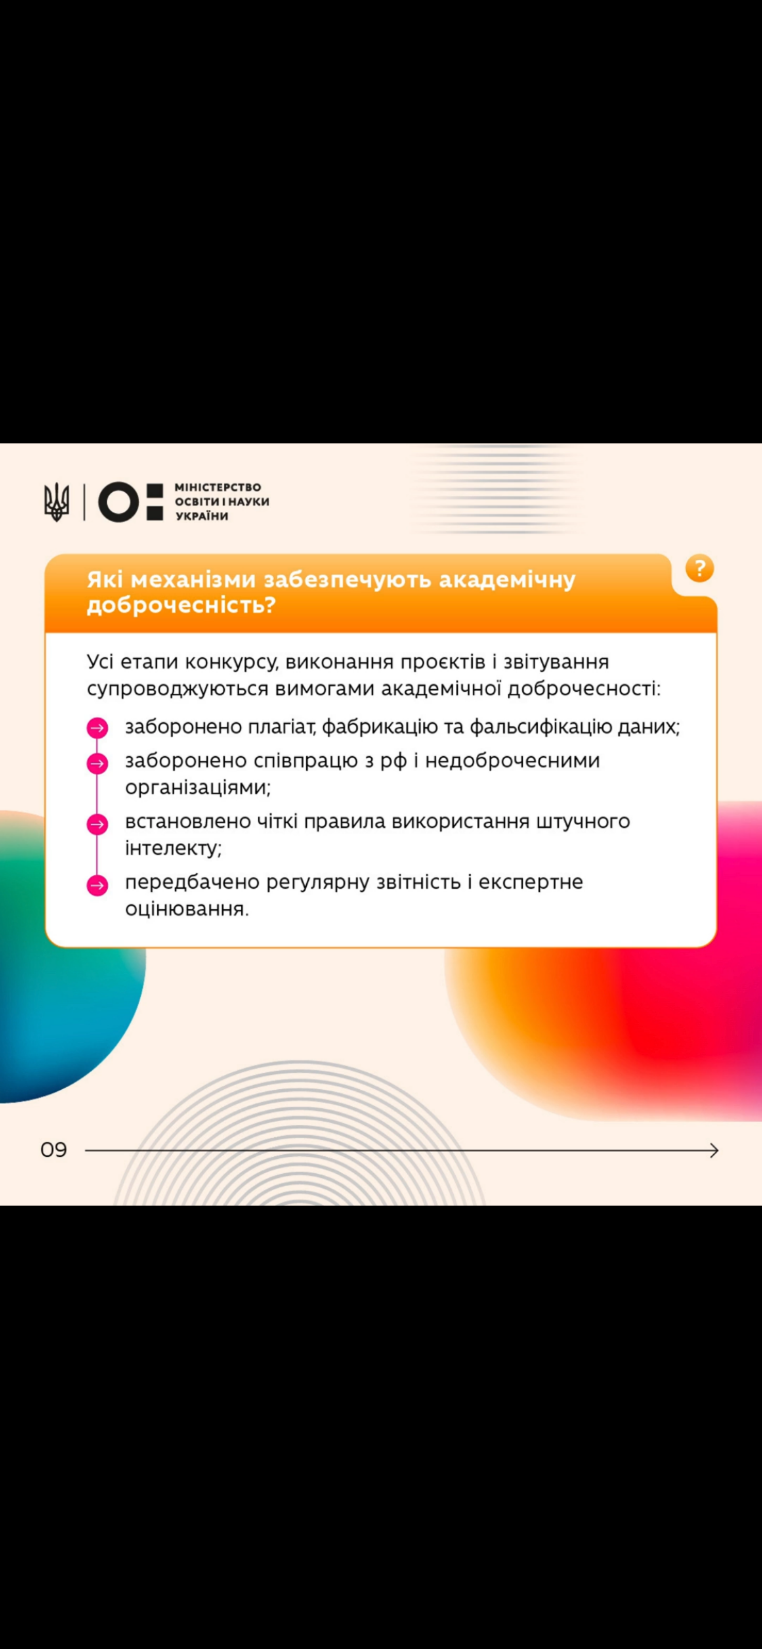 МІНІСТЕРСТВО
ОСВІТИ І НАУКИ
УКРАЇНИ
Які механізми забезпечують академічну
доброчесність?
?
Усі етапи конкурсу, виконання проєктів і звітування
супроводжуються вимогами академічної доброчесності:
заборонено плагіат, фабрикацію та фальсифікацію даних;
заборонено співпрацю з рф і недоброчесними
організаціями;
встановлено чіткі правила використання штучного
інтелекту;
передбачено регулярну звітність і експертне
оцінювання.
09